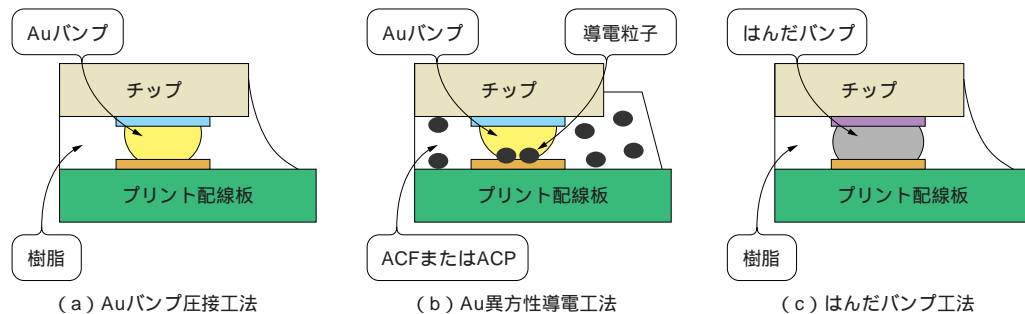 Auバンプ
チップ
プリント配線板
樹脂
(a)Auバンプ圧接工法
Auバンプ
導電粒子
チップ
プリント配線板
ACFまたはACP
(b)Au異方性導電工法
はんだバンプ
チップ
プリント配線板
樹脂
(c)はんだバンプ工法